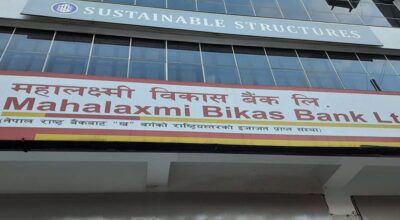 SUSTAINABLE STRUCTURES
महालक्ष्मी विकास बैंक लि
Mahalaxmi Bikas Bank Lt
(नेपाल राष्ट्र बैंकबाट "ख" वर्गको राष्ट्रियस्तरको इजाजत प्राप्त संस्था)